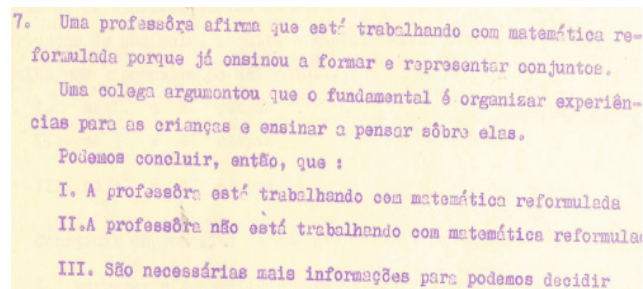 7. Uma professôra afirma que está trabalhando com matemática re-
formulada porque já ensinou a formar e representar conjuntos.
Uma colega argumentou que o fundamental é organizar experiên-
cias para as crianças e ensinar a pensar sôbre elas.
Podemos concluir, então, que :
I. A professôra está trabalhando com matemática reformulada
II.A professôra não está trabalhando com matemática reformulad
III. São necessárias mais informações para podemos decidir